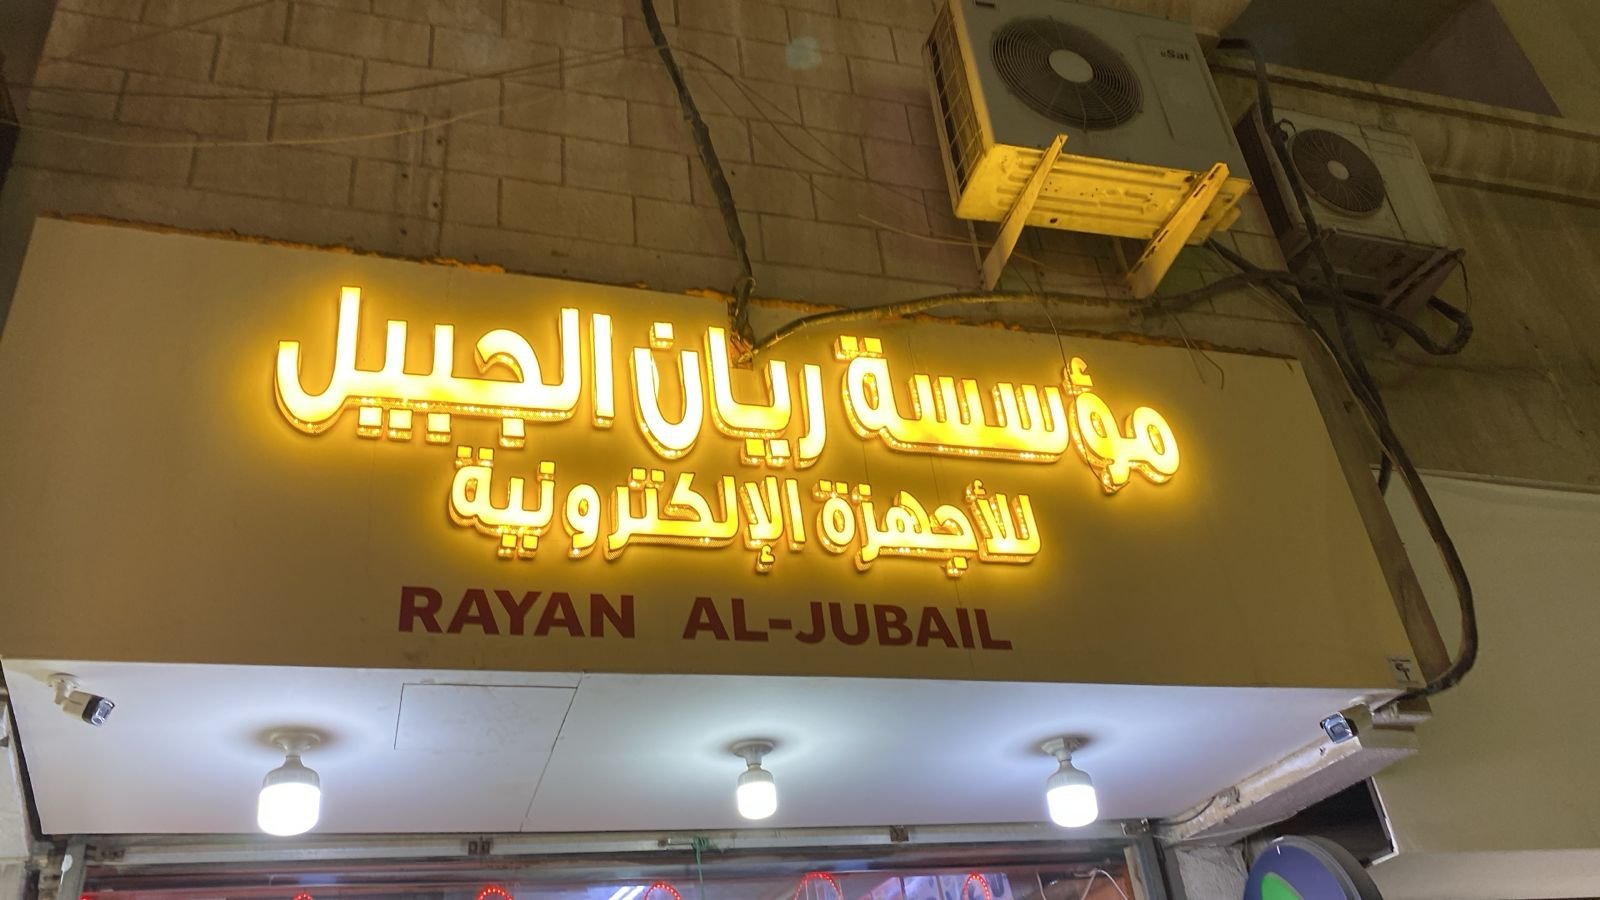 مؤسسة ريان الجبيل
للأجهزة الإلكترونية
RAYAN AL-JUBAIL